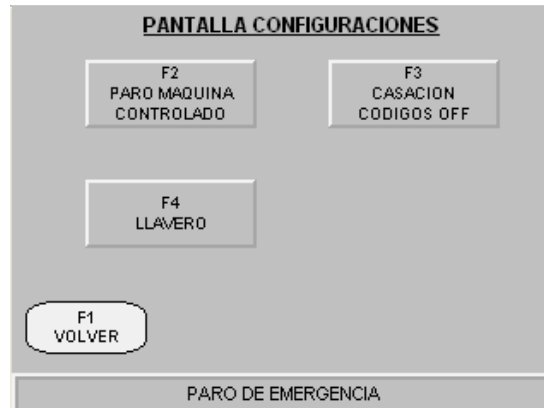 PANTALLA CONFIGURACIONES
F2
PARO MAQUINA
CONTROLADO
F3
CASACION
CODIGOS OFF
F4
LLAVERO
F1
VOLVER
PARO DE EMERGENCIA